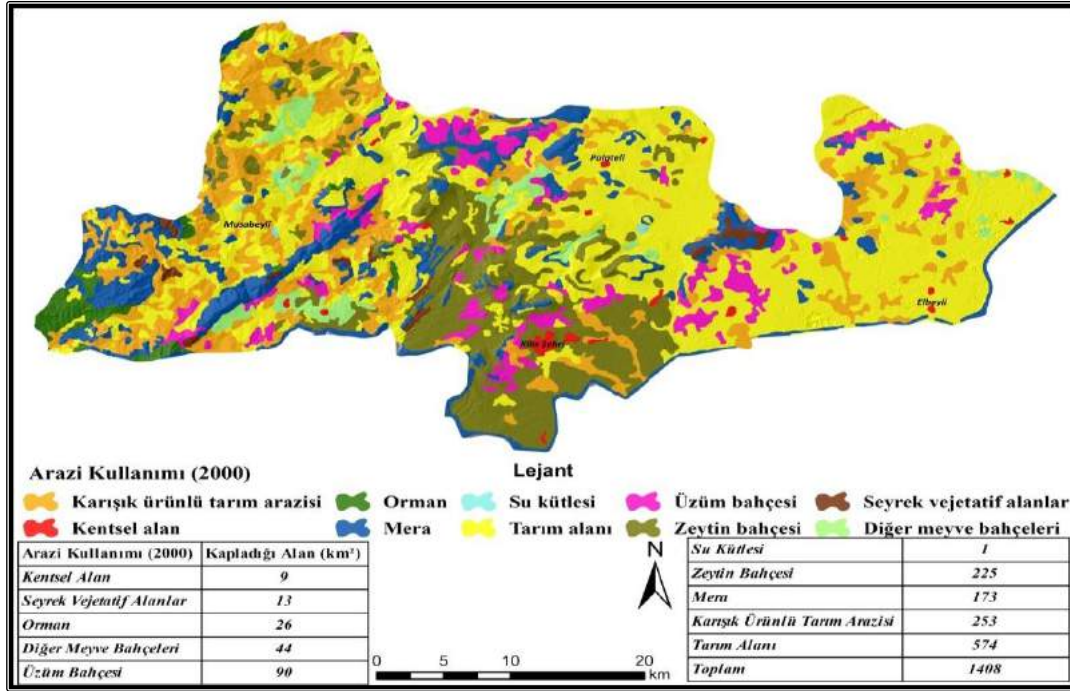 Polateli
Musabeyli
Elbeyli
Kilis Şehri
Arazi Kullanımı (2000)
Lejant
Karışık ürünlü tarım arazisi
Orman
Su kütlesi
Üzüm bahçesi
Seyrek vejetatif alanlar
Kentsel alan
Mera
Tarım alanı
Zeytin bahçesi
Diğer meyve bahçeleri
Arazi Kullanımı (2000) Kapladığı Alan (km²)
Kentsel Alan 9
Seyrek Vejetatif Alanlar 13
Orman 26
Diğer Meyve Bahçeleri 44
Üzüm Bahçesi 90
N
0 5 10 20
km
Su Kütlesi 1
Zeytin Bahçesi 225
Mera 173
Karışık Ürünlü Tarım Arazisi 253
Tarım Alanı 574
Toplam 1408